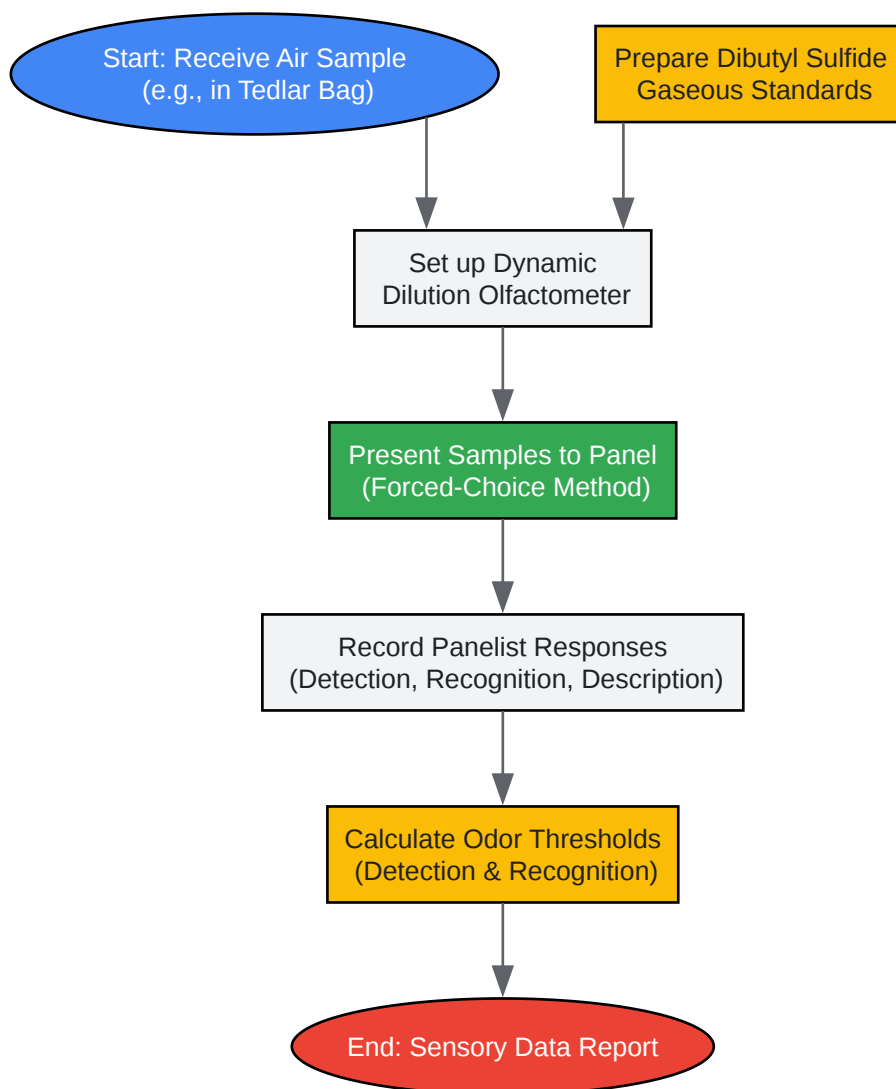 Start: Receive Air Sample
(e.g., in Tedlar Bag)
Prepare Dibutyl Sulfide
Gaseous Standards
Set up Dynamic
Dilution Olfactometer
Present Samples to Panel
(Forced-Choice Method)
Record Panelist Responses
(Detection, Recognition, Description)
Calculate Odor Thresholds
(Detection & Recognition)
End: Sensory Data Report